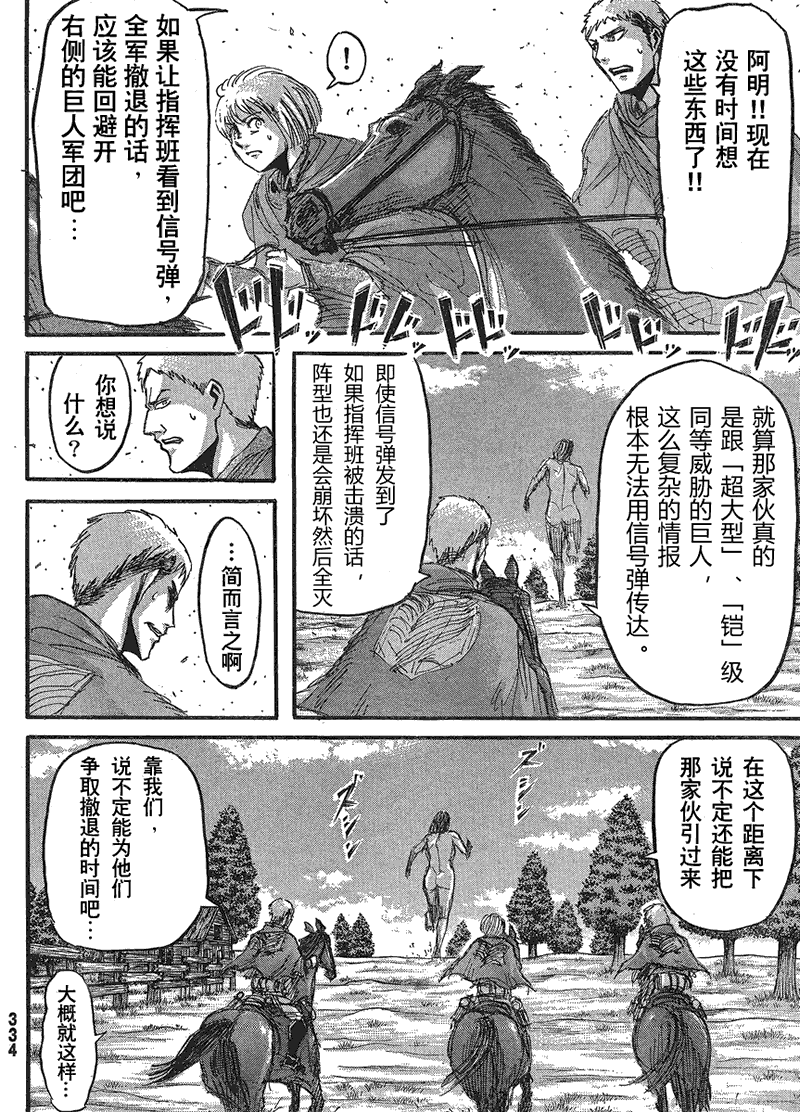 阿明!!现在
没有时间想
这些东西了!!
!
如果让指挥班看到信号弹，
全军撤退的话，
应该能回避开
右侧的巨人军团吧…
ドドッ
ドドッ
ドドッ
ドドッ
就算那家伙真的
是跟「超大型」、「铠」级
同等威胁的巨人，
这么复杂的情报
根本无法用信号弹传达。
即使信号弹发到了
如果指挥班被击溃的话，
阵型也还是会崩坏然后全灭
你想说
什么？
…简而言之啊
在这个距离下
说不定还能把
那家伙引过来
ズシン
ズシン
靠我们，
说不定能为他们
争取撤退的时间吧…
大概就这样…
334